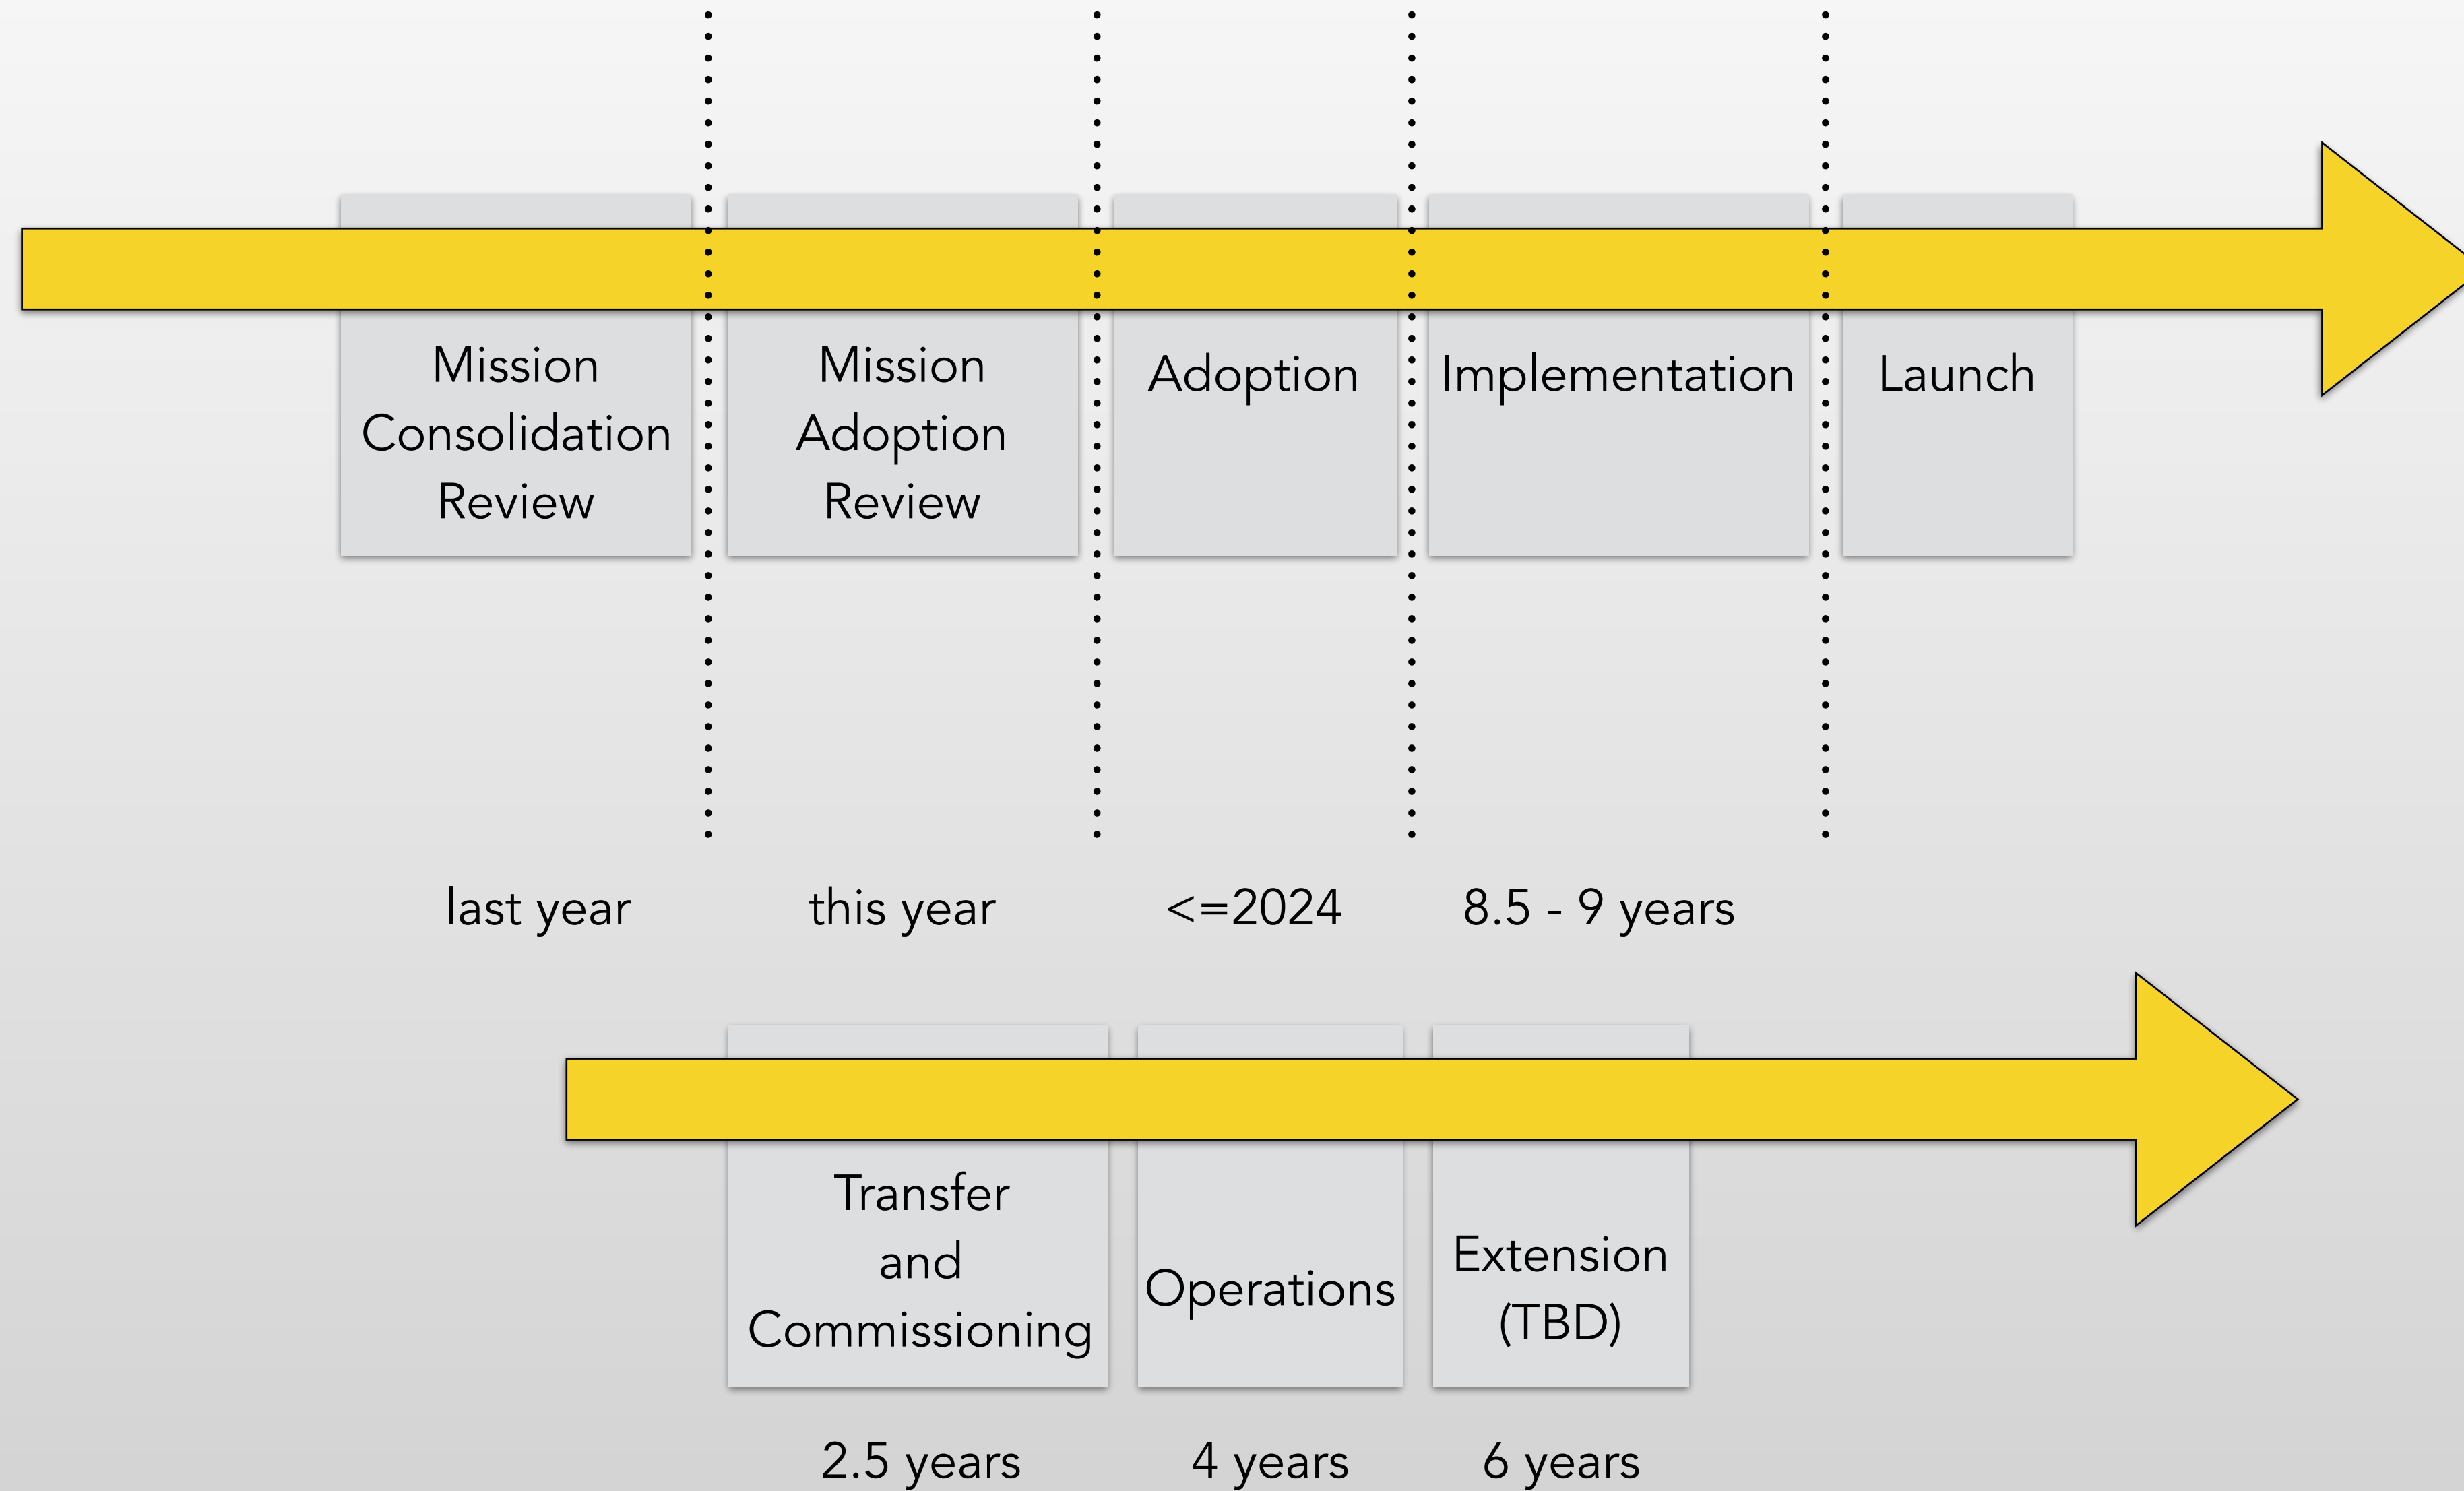 Mission
Consolidation
Review
Mission
Adoption
Review
Adoption
Implementation
Launch
last year
this year
<=2024
8.5 - 9 years
Transfer
and
Commissioning
Operations
Extension
(TBD)
2.5 years
4 years
6 years